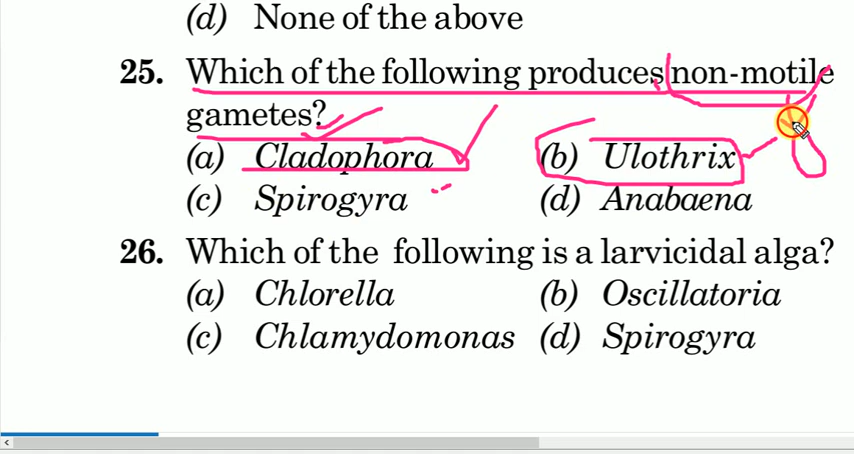 (d) None of the above
25. Which of the following produces non-motile
gametes?
(a) Cladophora (b) Ulothrix
(c) Spirogyra (d) Anabaena
26. Which of the following is a larvicidal alga?
(a) Chlorella (b) Oscillatoria
(c) Chlamydomonas (d) Spirogyra